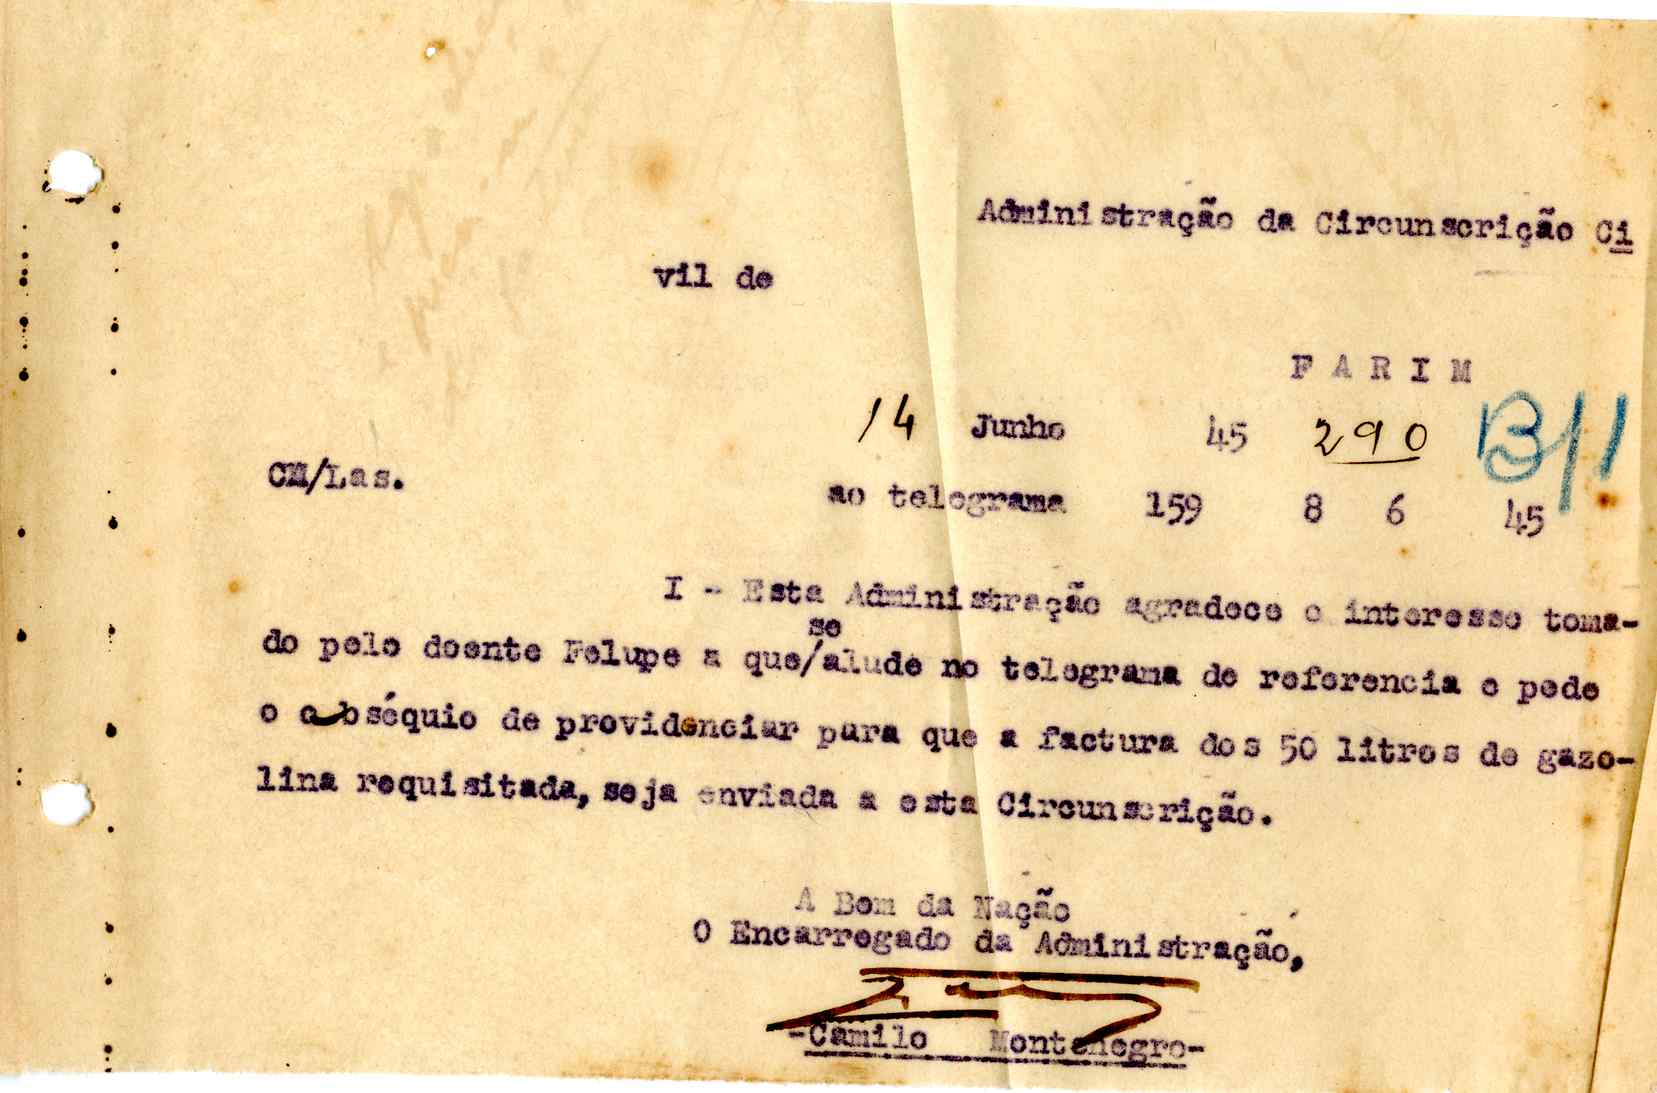 Administração da Circunscrição Ci
vil de
F A R I M
14 Junho 45 290 B/1
CM/Las.
ao telegrama 159 8 6 45
I - Esta Administração agradece o interesse toma-
do pelo doente Felupe a que/alude no telegrama de referencia e pede
se
o obséquio de providenciar para que a factura dos 50 litros de gazo-
lina requisitada, seja enviada a esta Circunscrição.
A Bem da Nação
O Encarregado da Administração,
-Camilo Montenegro-